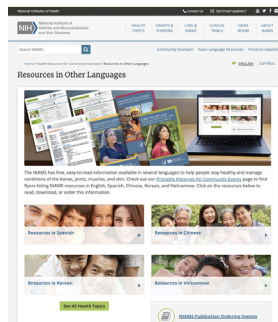 National Institutes of Health
Contact Us
Get Email Updates
NIH
National Institute of
Arthritis and Musculoskeletal
and Skin Diseases
HEALTH TOPICS
GRANTS & FUNDING
LABS @ NIAMS
CLINICAL TRIALS
NEWS ROOM
ABOUT NIAMS
Search NIAMS
Community Outreach
Asian Language Resources
Portal en español
Home / Health Resources for Community Outreach / Resources in Other Languages
ENGLISH
ESPAÑOL
Resources in Other Languages
The NIAMS has free, easy-to-read information available in several languages to help people stay healthy and manage
conditions of the bones, joints, muscles, and skin. Check out our Printable Materials for Community Events page to find
flyers listing NIAMS resources in English, Spanish, Chinese, Korean, and Vietnamese. Click on the resources below to
read, download, or order this information.
Resources in Spanish
Resources in Chinese
Resources in Korean
Resources in Vietnamese
See All Health Topics
NIAMS Publication Ordering System